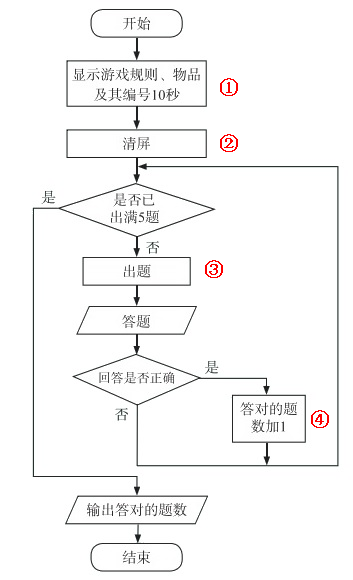 开始
显示游戏规则、物品
及其编号10秒
①
清屏
②
是
是否已
出满5题
否
出题
③
答题
回答是否正确
是
否
答对的题
数加1
④
输出答对的题数
结束